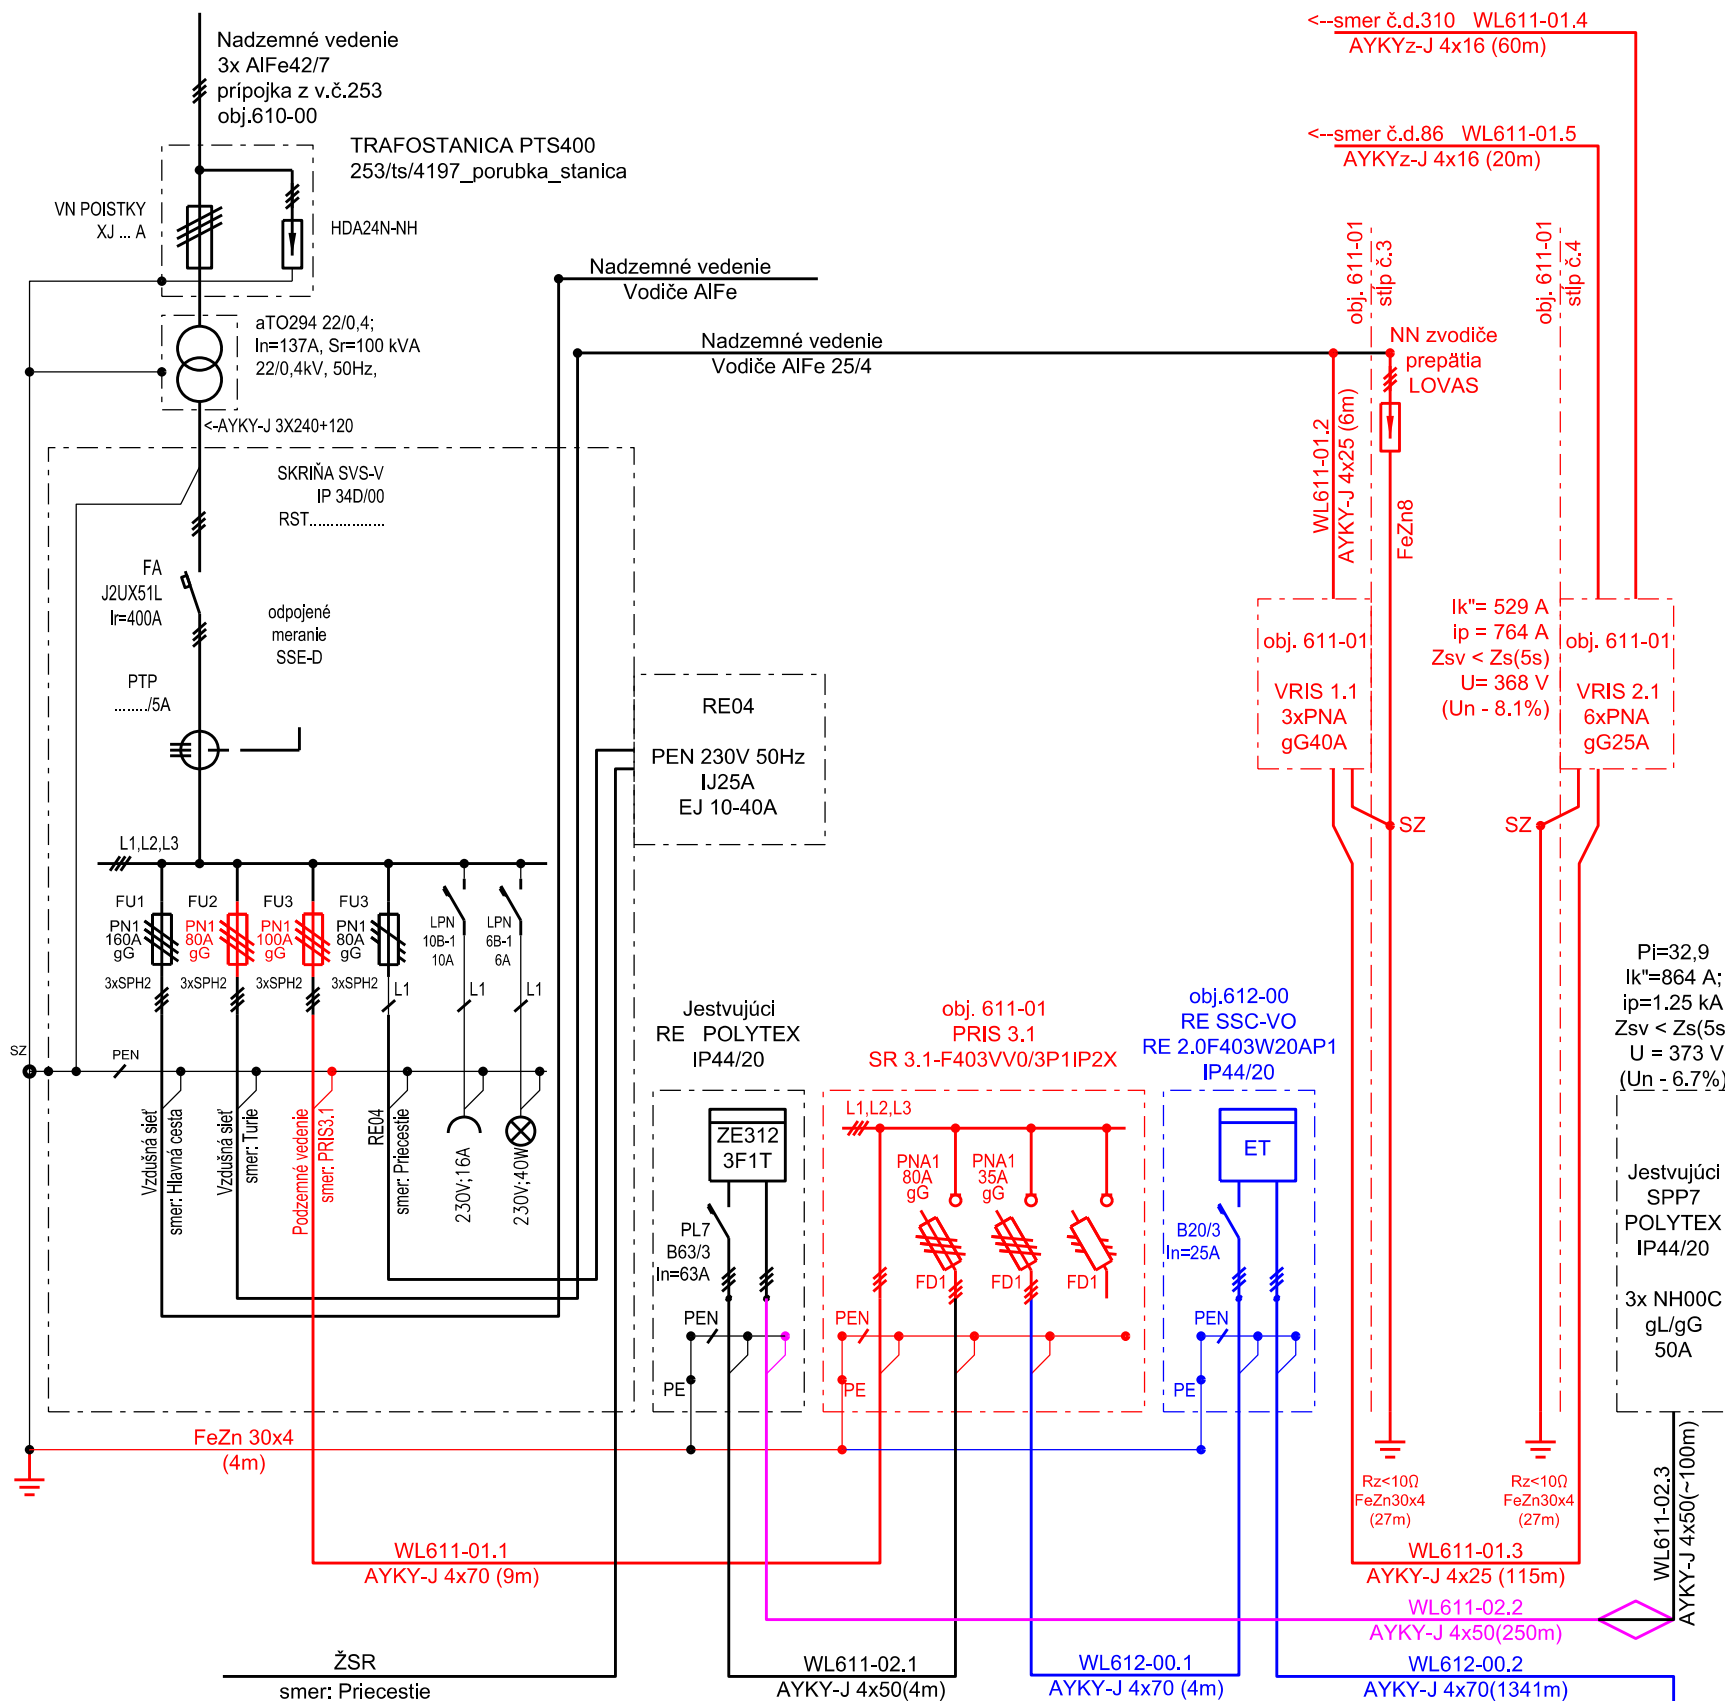 Nadzemné vedenie
3x AlFe42/7
prípojka z v.č.253
obj.610-00
TRAFOSTANICA PTS400
253/ts/4197_porubka_stanica
VN POISTKY
XJ ... A
HDA24N-NH
aTO294 22/0,4;
In=137A, Sr=100 kVA
22/0,4kV, 50Hz,
<-AYKY-J 3X240+120
Nadzemné vedenie
Vodiče AlFe
Nadzemné vedenie
Vodiče AlFe 25/4
<--smer č.d.310 WL611-01.4
AYKYz-J 4x16 (60m)
<--smer č.d.86 WL611-01.5
AYKYz-J 4x16 (20m)
obj. 611-01
stĺp č.3
obj. 611-01
stĺp č.4
NN zvodiče
prepätia
LOVAS
WL611-01.2
AYKY-J 4x25 (6m)
FeZn8
SKRIŇA SVS-V
IP 34D/00
RST..................
FA
J2UX51L
Ir=400A
odpojené
meranie
SSE-D
PTP
......../5A
RE04
PEN 230V 50Hz
IJ25A
EJ 10-40A
obj. 611-01
VRIS 1.1
3xPNA
gG40A
Ik"= 529 A
ip = 764 A
Zsv < Zs(5s)
U= 368 V
(Un - 8.1%)
obj. 611-01
VRIS 2.1
6xPNA
gG25A
SZ
SZ
L1,L2,L3
FU1
PN1
160A
gG
3xSPH2
FU2
PN1
80A
gG
3xSPH2
FU3
PN1
100A
gG
3xSPH2
FU3
PN1
80A
gG
3xSPH2
L1
LPN
10B-1
10A
L1
LPN
6B-1
6A
L1
SZ
PEN
Vzdušná sieť
smer: Hlavná cesta
Vzdušná sieť
smer: Turie
Podzemné vedenie
smer: PRIS3.1
RE04
smer: Priecestie
230V;16A
230V;40W
Jestvujúci
RE POLYTEX
IP44/20
ZE312
3F1T
PL7
B63/3
In=63A
PEN
PE
obj. 611-01
PRIS 3.1
SR 3.1-F403VV0/3P1IP2X
L1,L2,L3
PNA1
80A
gG
FD1
PNA1
35A
gG
FD1
FD1
PEN
PE
obj.612-00
RE SSC-VO
RE 2.0F403W20AP1
IP44/20
ET
B20/3
In=25A
PEN
PE
Pi=32,9
Ik"=864 A;
ip=1.25 kA
Zsv < Zs(5s
U = 373 V
(Un - 6.7%)
Jestvujúci
SPP7
POLYTEX
IP44/20
3x NH00C
gL/gG
50A
FeZn 30x4
(4m)
Rz<10Ω
FeZn30x4
(27m)
Rz<10Ω
FeZn30x4
(27m)
WL611-02.3
AYKY-J 4x50(~100m)
WL611-01.1
AYKY-J 4x70 (9m)
WL611-01.3
AYKY-J 4x25 (115m)
WL611-02.2
AYKY-J 4x50(250m)
ŽSR
smer: Priecestie
WL611-02.1
AYKY-J 4x50(4m)
WL612-00.1
AYKY-J 4x70 (4m)
WL612-00.2
AYKY-J 4x70(1341m)